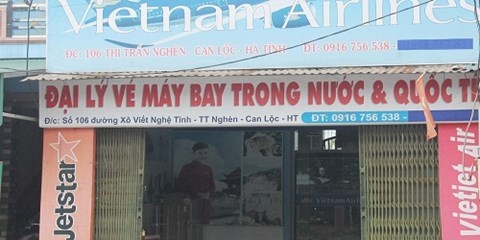 Vietnam Airlines
ĐC: 106 THỊ TRẤN NGHÈN - CAN LỘC - HÀ TĨNH ĐT: 0916 756 538 -
ĐẠI LÝ VÉ MÁY BAY TRONG NƯỚC & QUỐC T
Đ/c: Số 106 đường Xô Viết Nghệ Tĩnh - TT Nghèn - Can Lộc - HT ĐT: 0916 756 538 -
Jetstar
vietjet Air